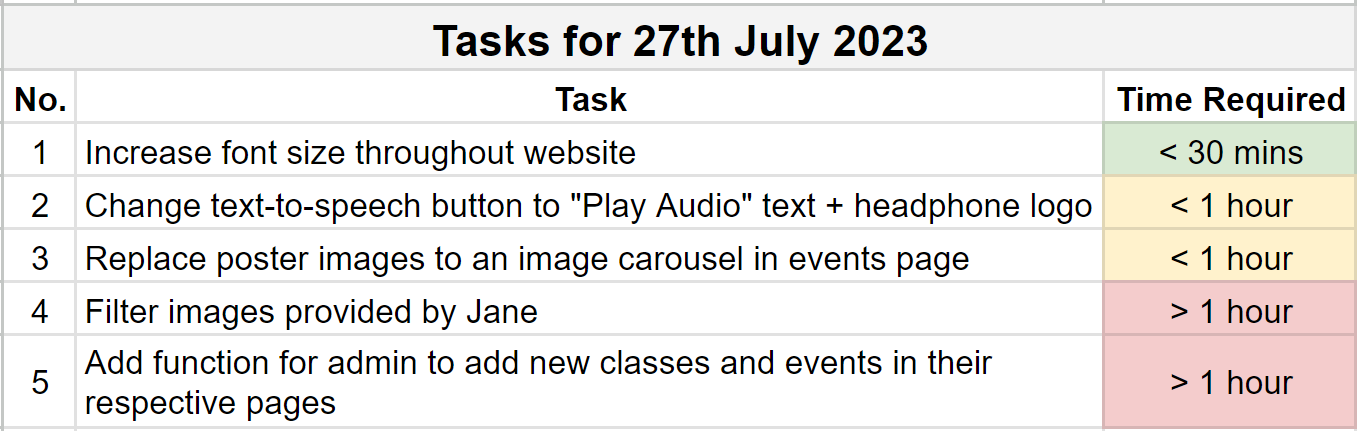 Tasks for 27th July 2023
No. Task Time Required
1 Increase font size throughout website < 30 mins
2 Change text-to-speech button to "Play Audio" text + headphone logo < 1 hour
3 Replace poster images to an image carousel in events page < 1 hour
4 Filter images provided by Jane > 1 hour
5 Add function for admin to add new classes and events in their
respective pages > 1 hour